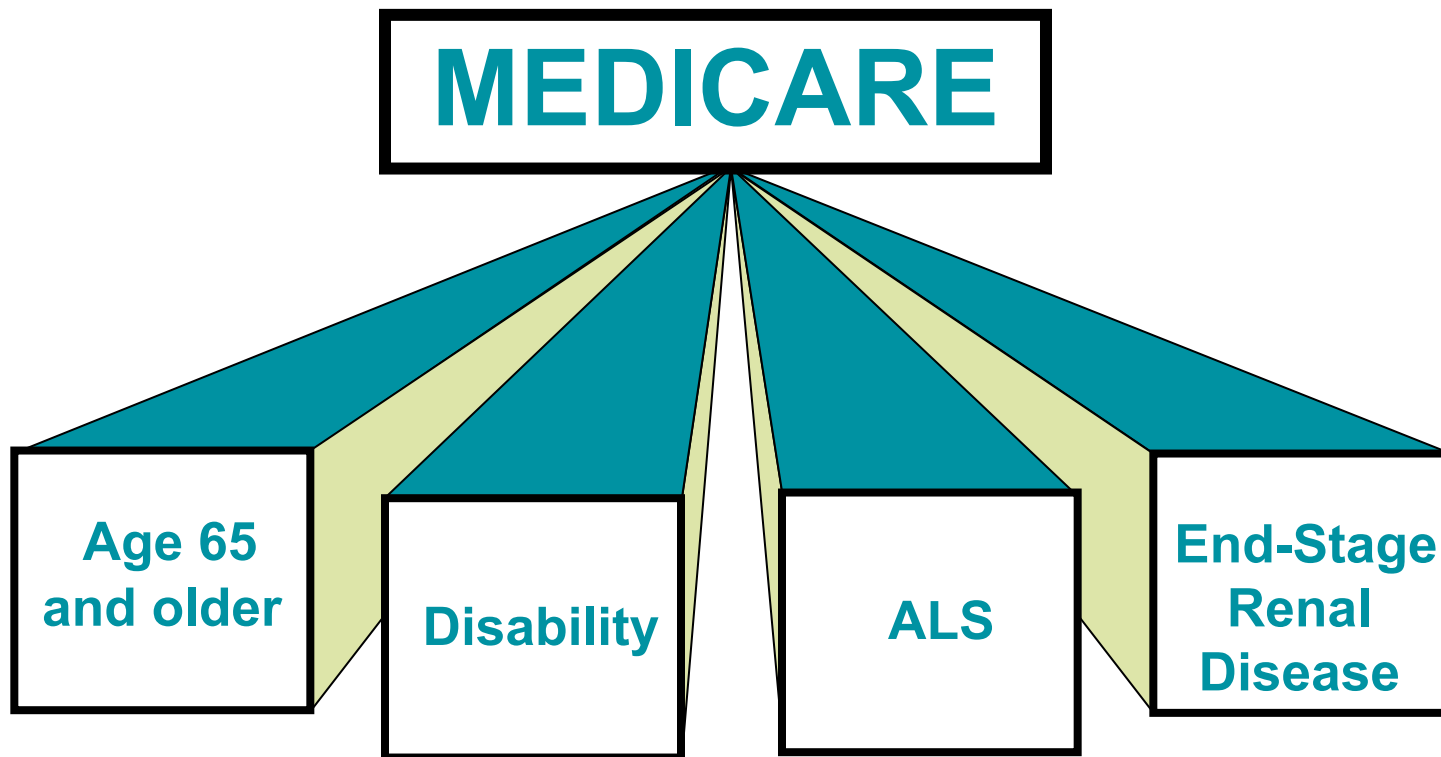 MEDICARE
Age 65
and older
Disability
ALS
End-Stage
Renal
Disease